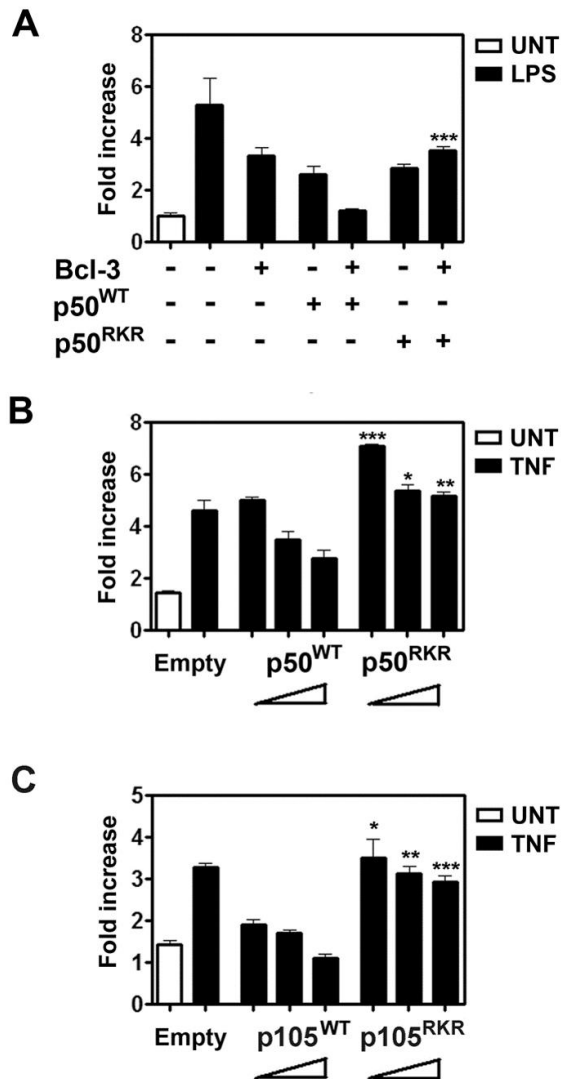 A
UNT
LPS
Fold increase
8
6
4
2
0
***
Bcl-3 - - + - + - +
p50WT - - - + + - -
p50RKR - - - - - + +
B
UNT
TNF
Fold increase
8
6
4
2
0
*** * **
Empty p50WT p50RKR
C
UNT
TNF
Fold increase
5
4
3
2
1
0
* ** ***
Empty p105WT p105RKR